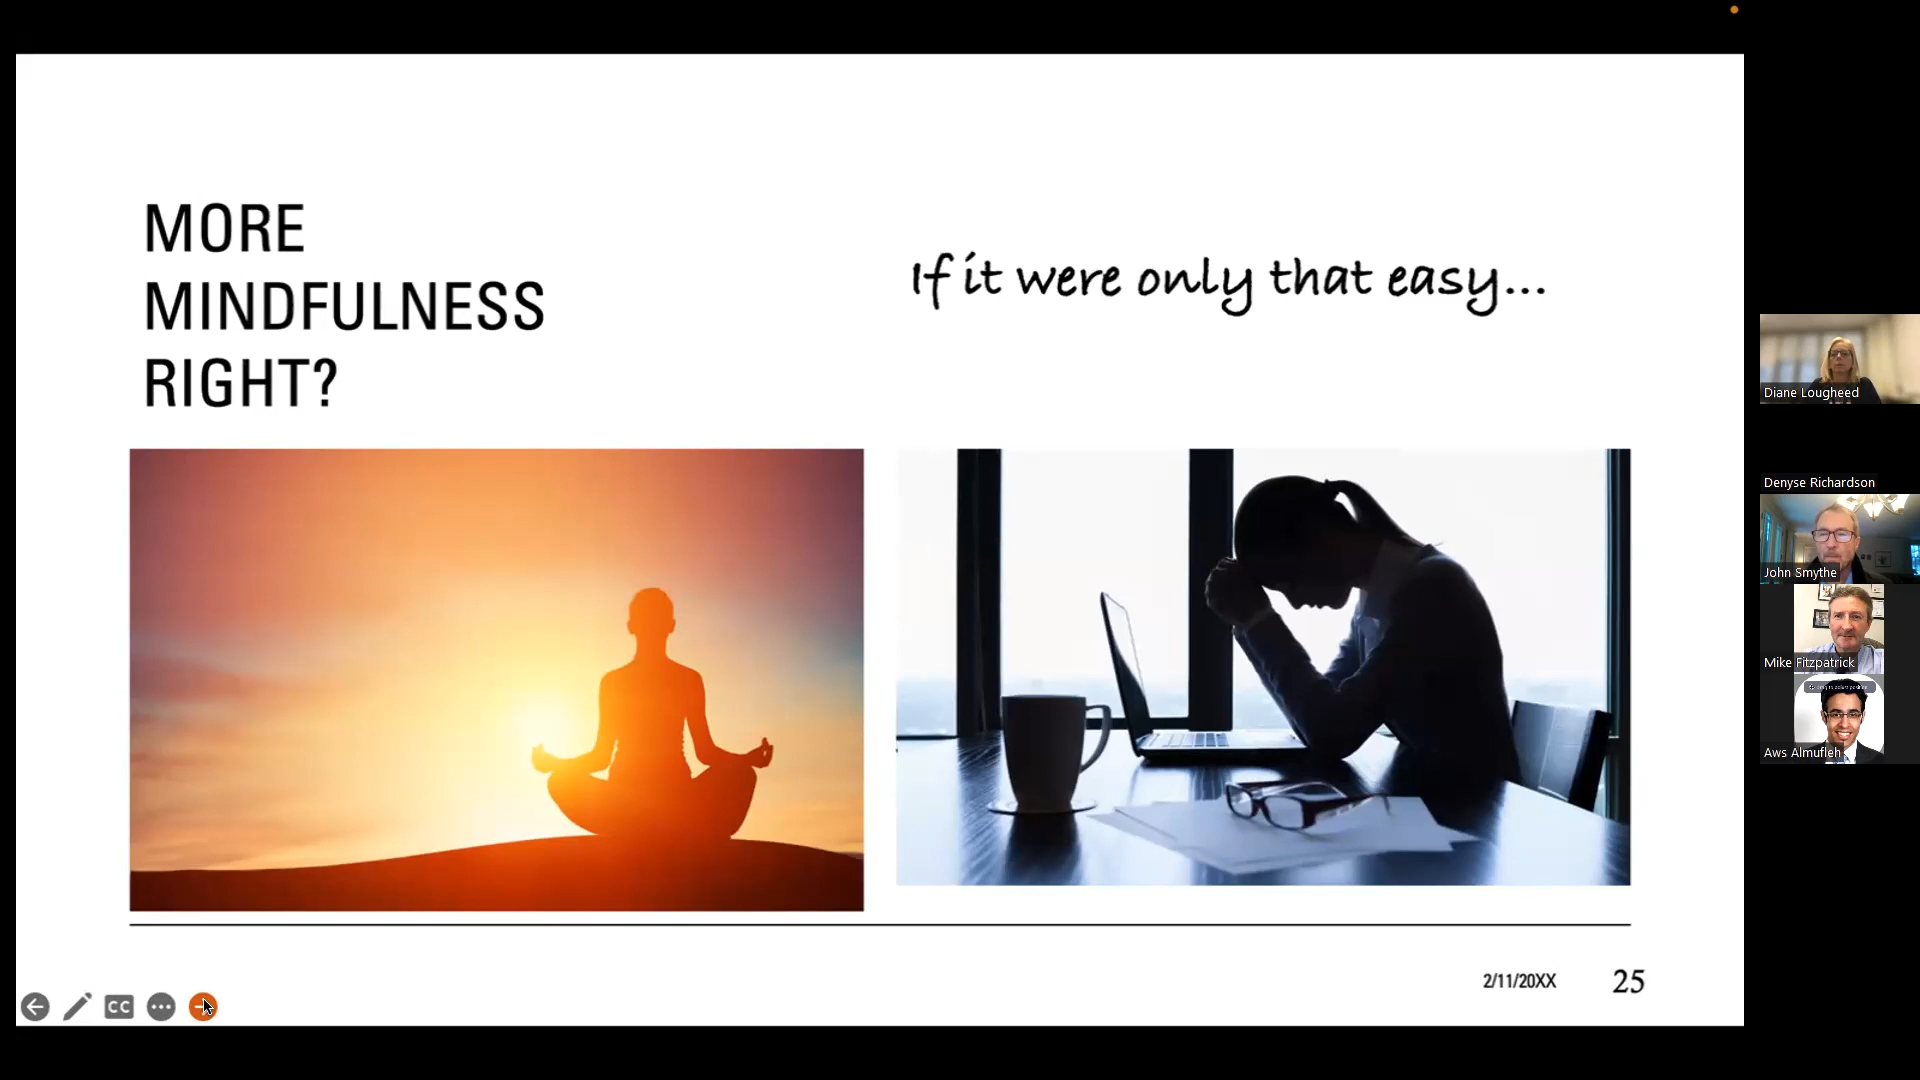 MORE
MINDFULNESS
RIGHT?
If it were only that easy...
2/11/20XX
25
CC
Diane Lougheed
Denyse Richardson
John Smythe
Mike Fitzpatrick
Aws Almufleh